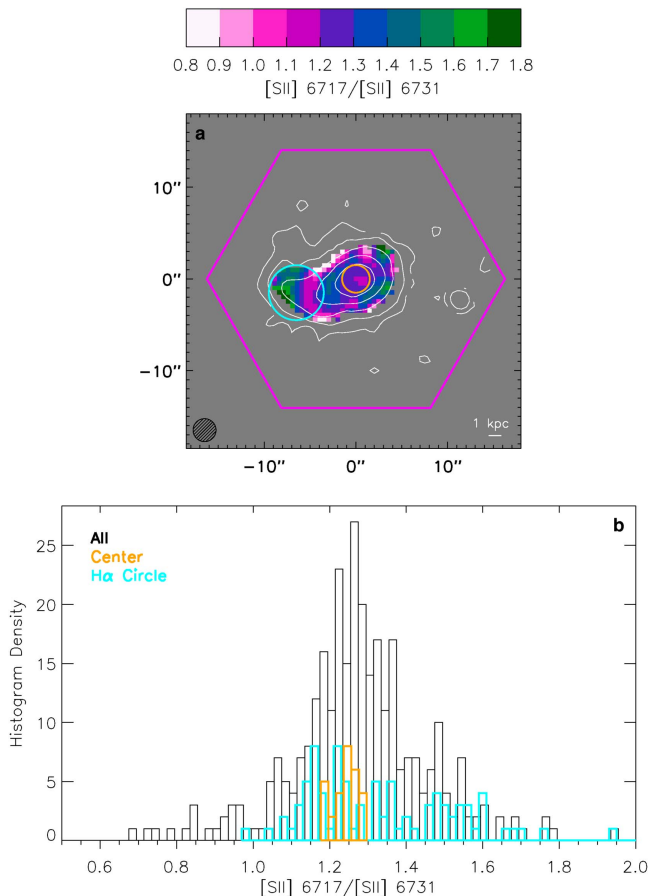 0.8 0.9 1.0 1.1 1.2 1.3 1.4 1.5 1.6 1.7 1.8
[SII] 6717/[SII] 6731
a
10″
0″
−10″
1 kpc
−10″ 0″ 10″
b
All
Center
Hα Circle
25
20
15
10
5
0
Histogram Density
0.6 0.8 1.0 1.2 1.4 1.6 1.8 2.0
[SII] 6717/[SII] 6731